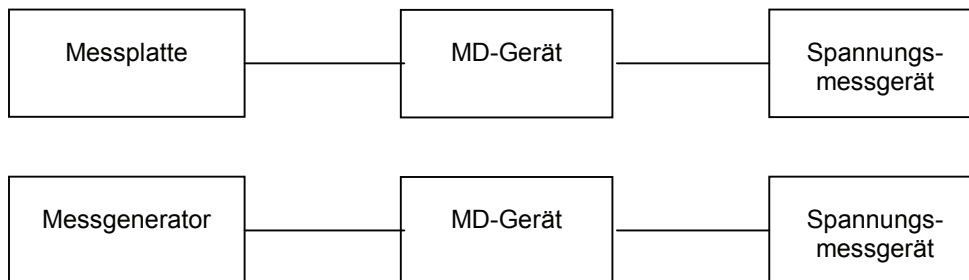 Messplatte
MD-Gerät
Spannungs-
messgerät
Messgenerator
MD-Gerät
Spannungs-
messgerät